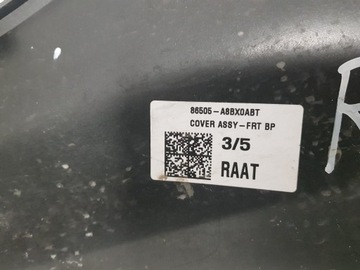 86505-A8BX0ABT
COVER ASSY-FRT BP
3/5
RAAT
R